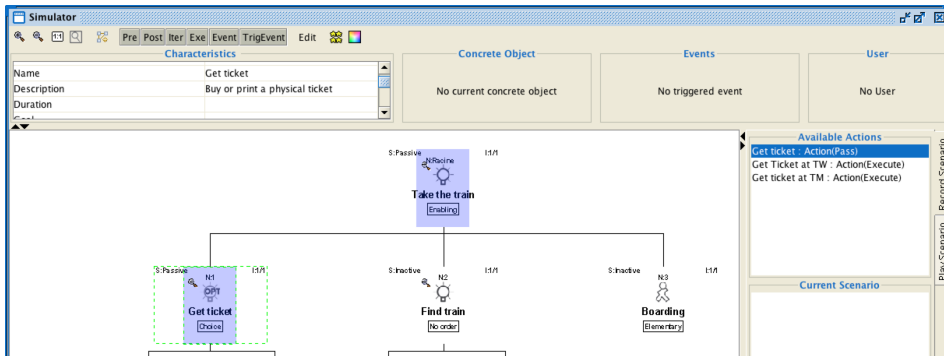 Simulator
1:1 Pre Post Iter Exe Event TrigEvent Edit
Characteristics
Name Get ticket
Description Buy or print a physical ticket
Duration
Concrete Object
No current concrete object
Events
No triggered event
User
No User
S:Passive I:1/1
N:Racine
Take the train
Enabling
S:Passive I:1/1
N:1
OPT
Get ticket
Choice
S:Inactive I:1/1
N:2
Find train
No order
S:Inactive I:1/1
N:3
Boarding
Elementary
Available Actions
Get ticket : Action(Pass)
Get Ticket at TW : Action(Execute)
Get ticket at TM : Action(Execute)
Current Scenario
Record Scenario
Play Scenario